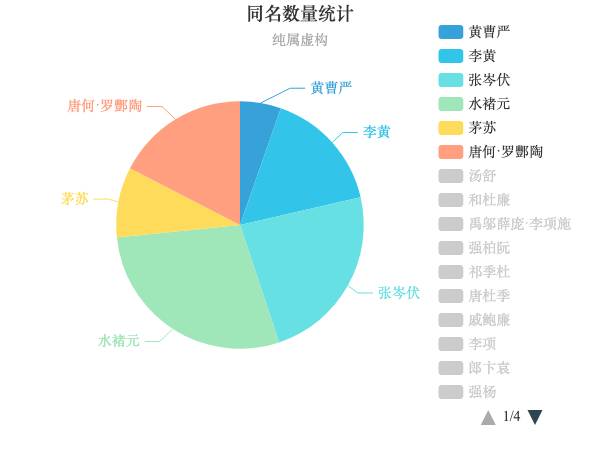 同名数量统计
纯属虚构
黄曹严
李黄
张岑伏
水褚元
茅苏
唐何·罗酆陶
黄曹严
李黄
张岑伏
水褚元
茅苏
唐何·罗酆陶
汤舒
和杜廉
禹邬薛庞·李项施
强柏阮
祁季杜
唐杜季
戚鲍廉
李项
郎卞袁
强杨
1/4